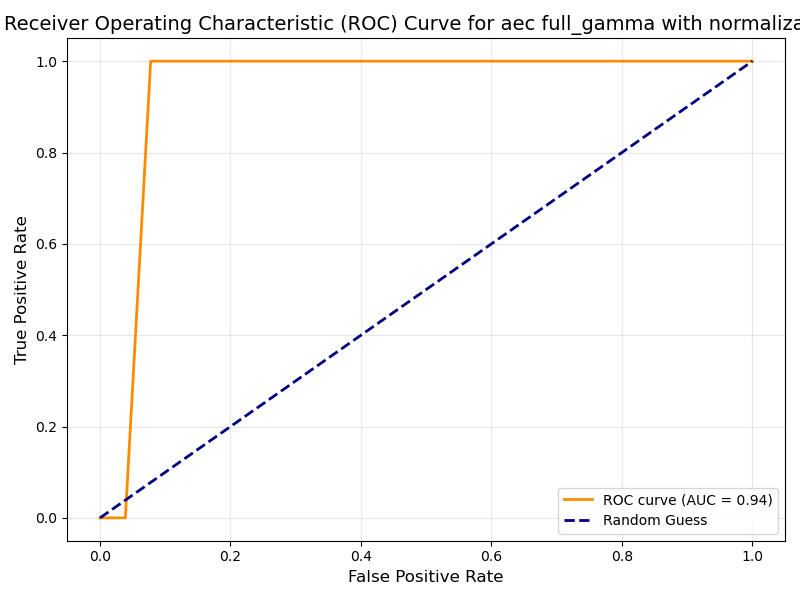 Receiver Operating Characteristic (ROC) Curve for aec full_gamma with normaliza
1.0
0.8
0.6
0.4
0.2
0.0
True Positive Rate
ROC curve (AUC = 0.94)
Random Guess
0.0 0.2 0.4 0.6 0.8 1.0
False Positive Rate